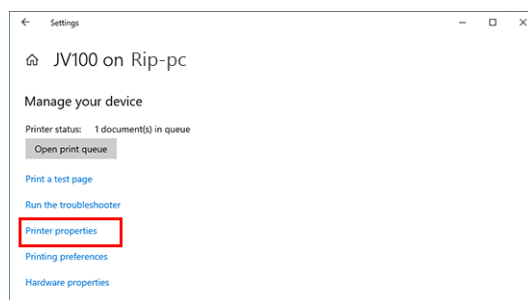 Settings
JV100 on Rip-pc
Manage your device
Printer status: 1 document(s) in queue
Open print queue
Print a test page
Run the troubleshooter
Printer properties
Printing preferences
Hardware properties